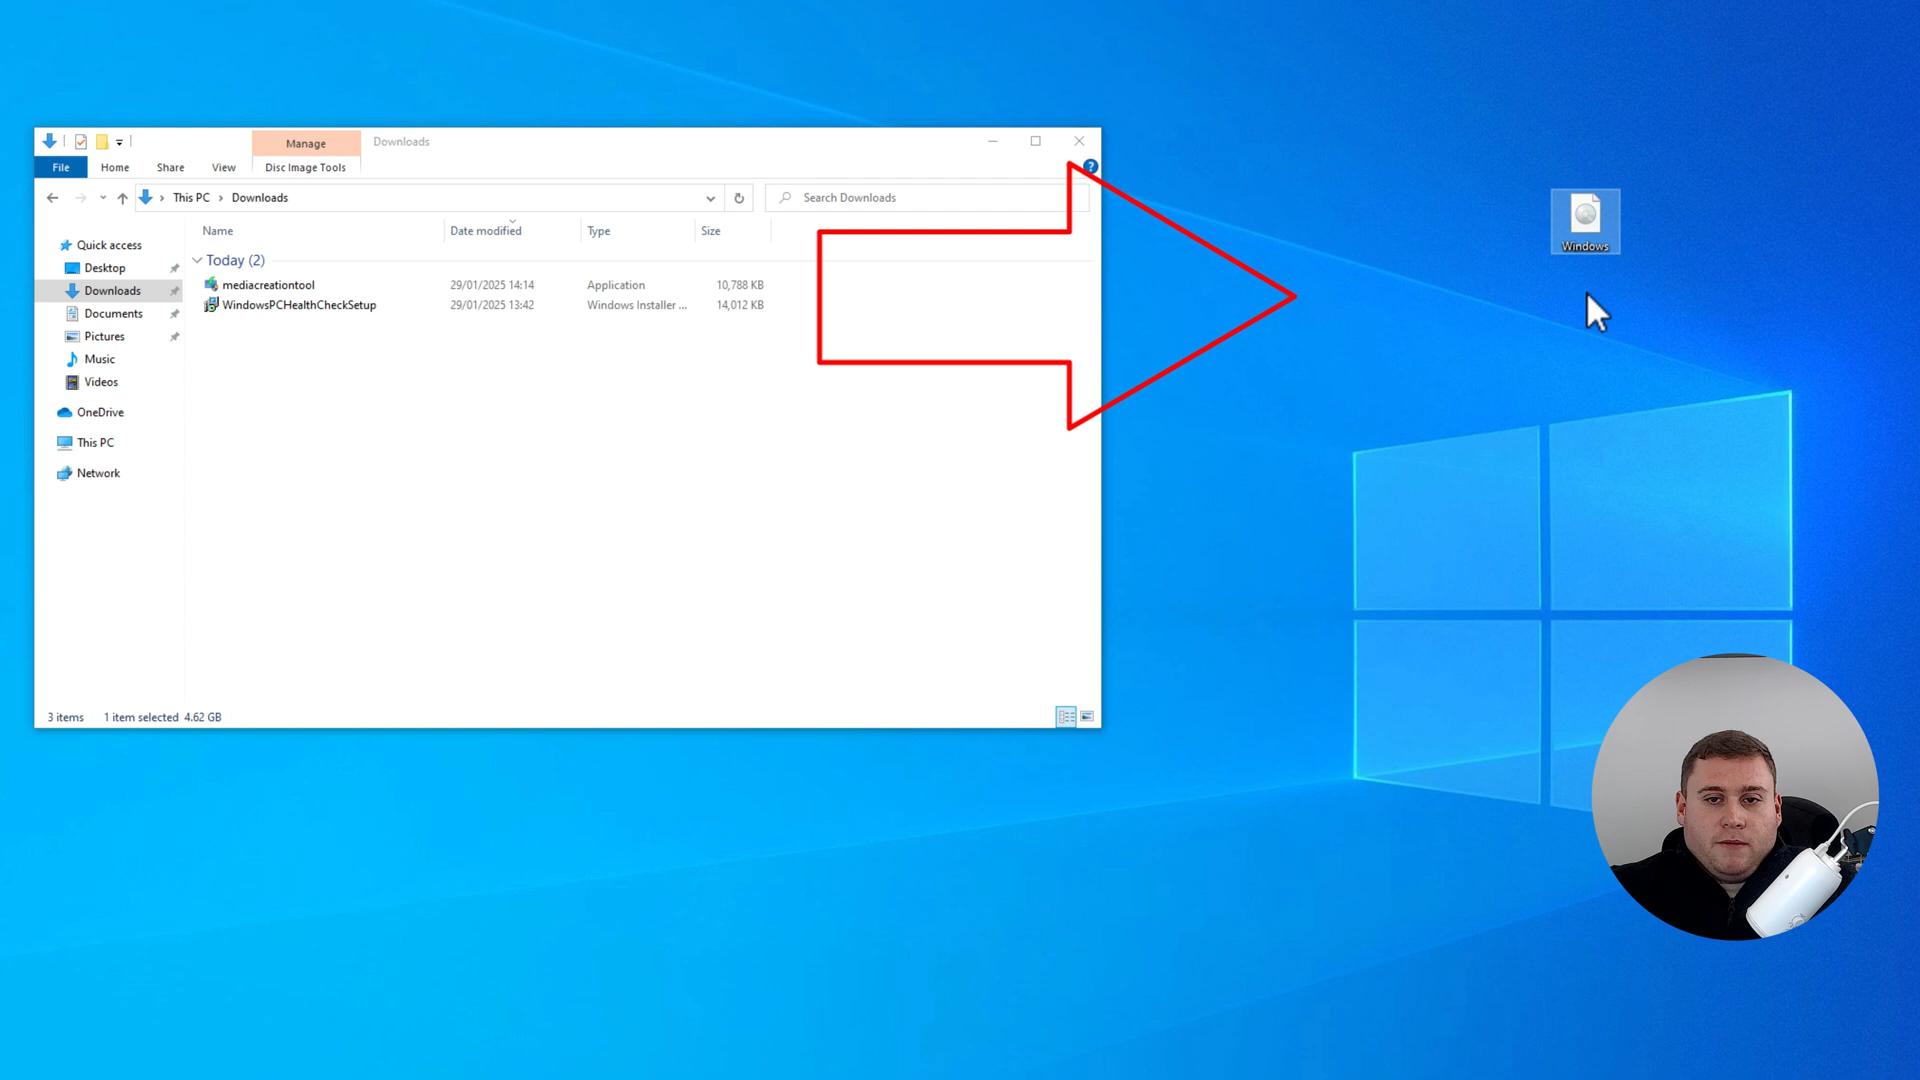 Manage
Downloads
File
Home
Share
View
Disc Image Tools
?
This PC
Downloads
Search Downloads
Name
Date modified
Type
Size
Today (2)
mediacreationtool
29/01/2025 14:14
Application
10,788 KB
WindowsPCHealthCheckSetup
29/01/2025 13:42
Windows Installer ...
14,012 KB
Quick access
Desktop
Downloads
Documents
Pictures
Music
Videos
OneDrive
This PC
Network
3 items
1 item selected 4.62 GB
Windows